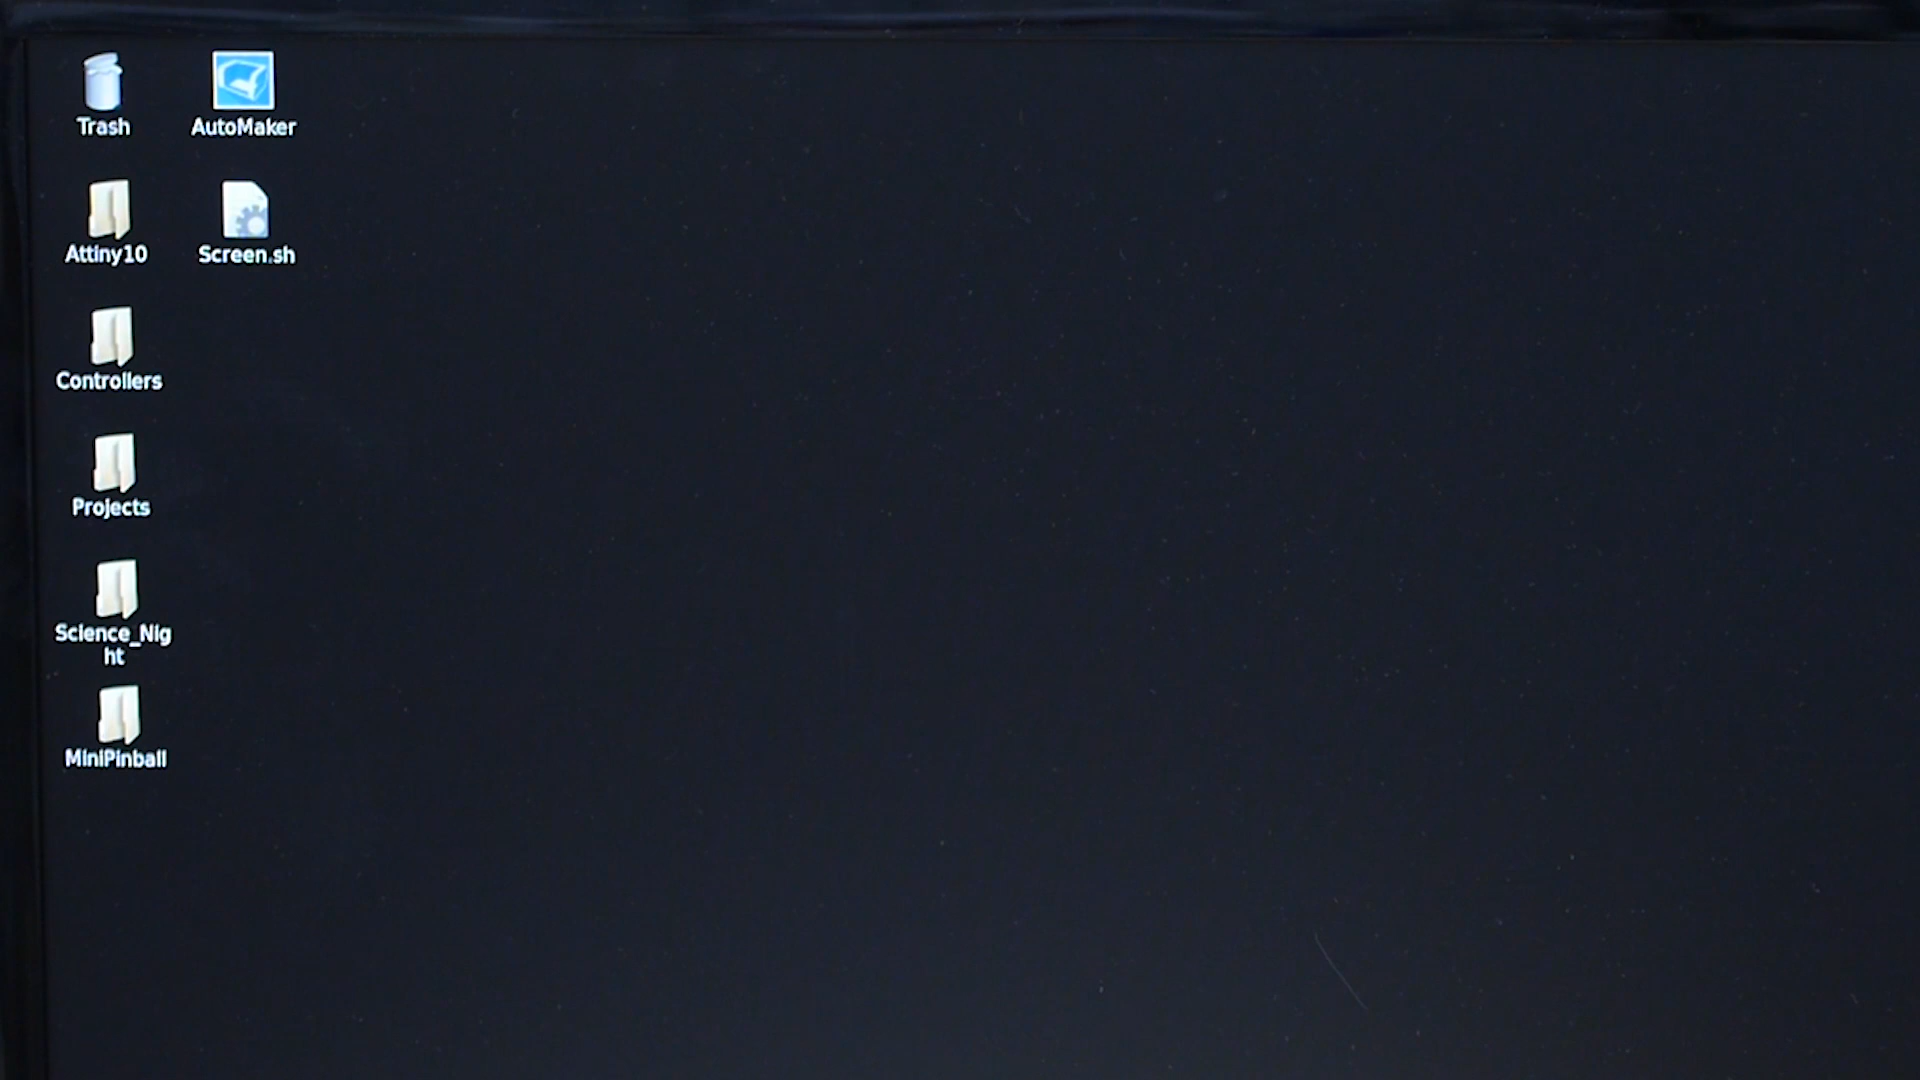 Trash
AutoMaker
Attiny10
Screen.sh
Controllers
Projects
Science_Nig
ht
MiniPinball